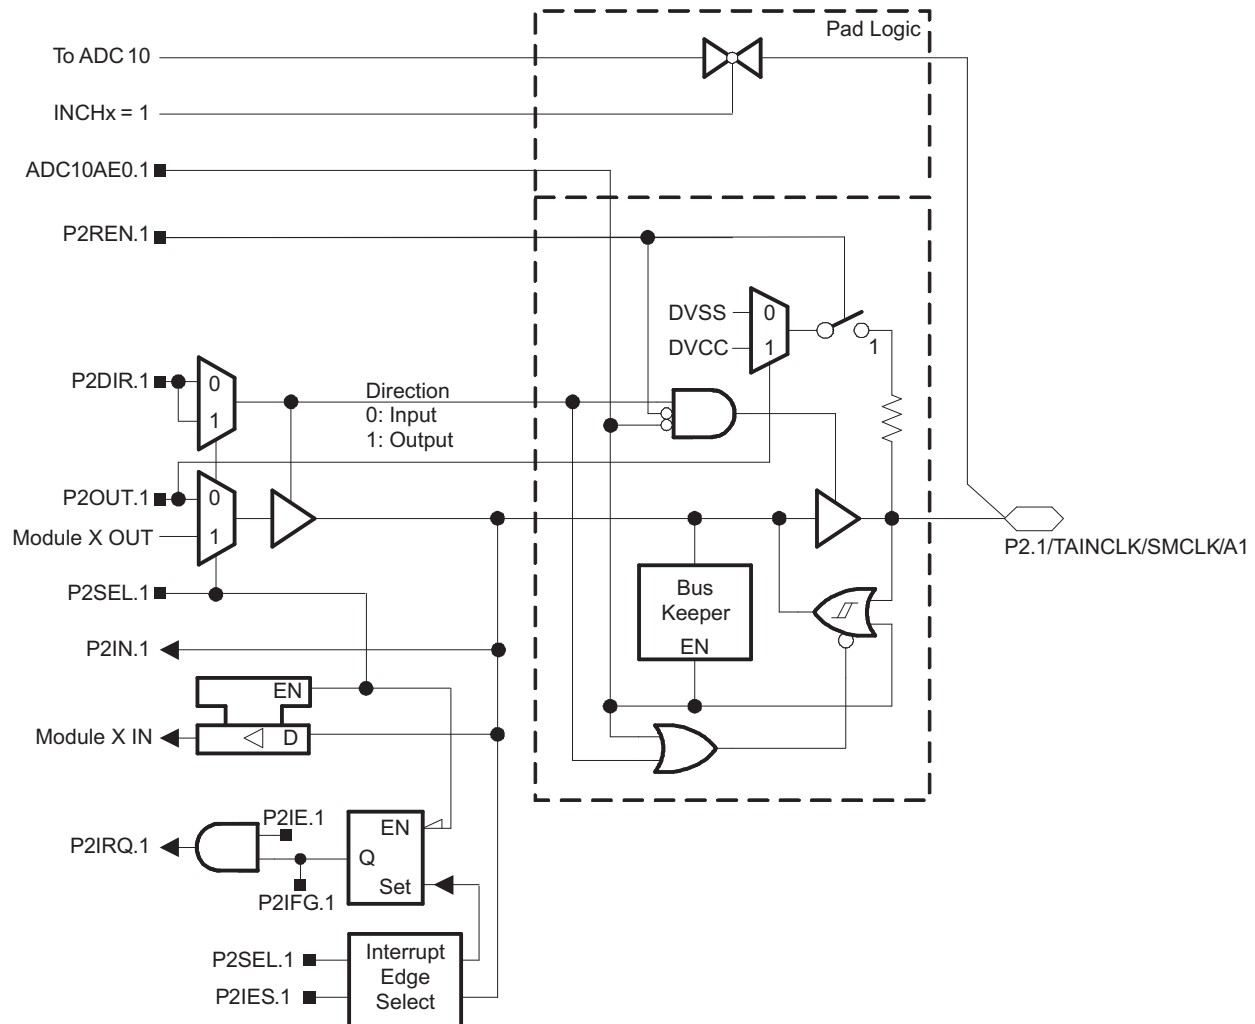 Pad Logic
To ADC 10
INCHx = 1
ADC10AE0.1
P2REN.1
DVSS
0
DVCC
1
1
P2DIR.1
0
1
Direction
0: Input
1: Output
P2OUT.1
0
Module X OUT
1
P2.1/TAINCLK/SMCLK/A1
P2SEL.1
Bus
Keeper
EN
P2IN.1
EN
Module X IN
D
P2IE.1
EN
P2IRQ.1
Q
Set
P2IFG.1
P2SEL.1
Interrupt
Edge
Select
P2IES.1